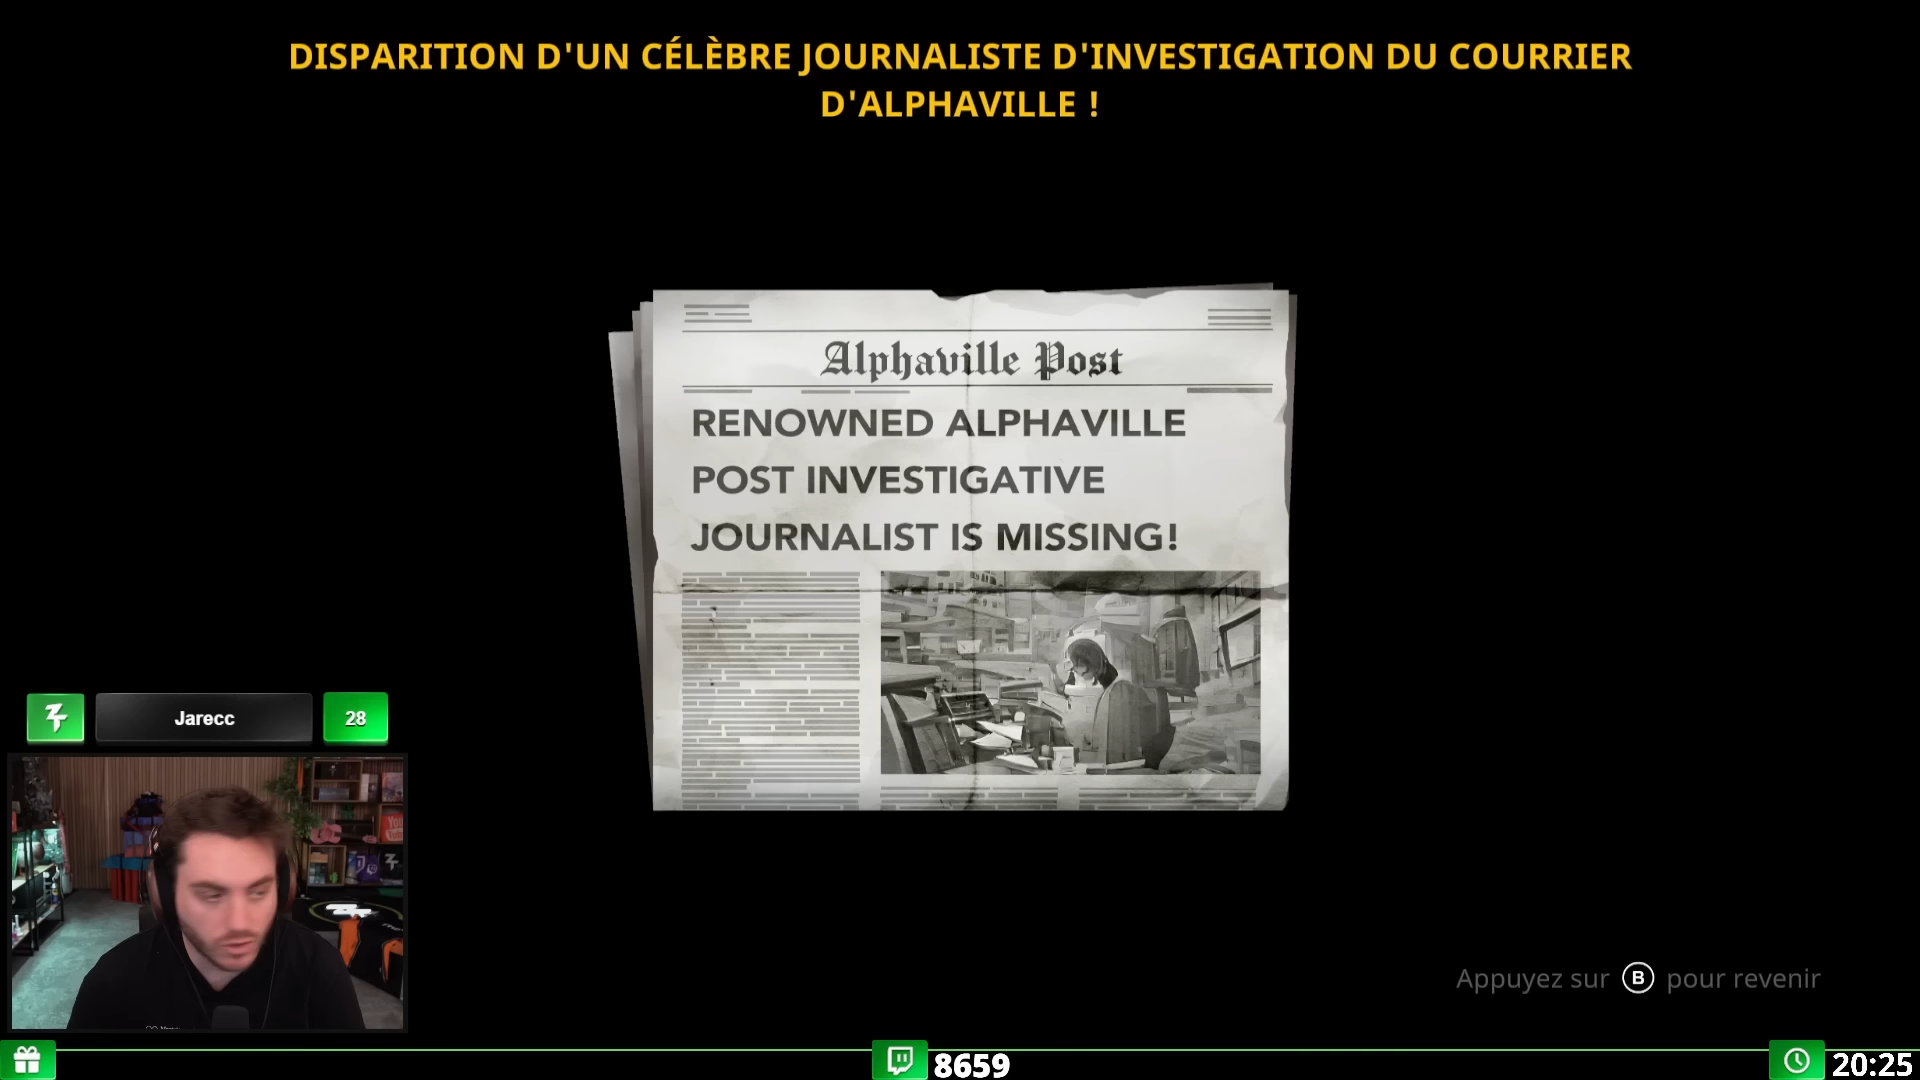 DISPARITION D'UN CÉLÈBRE JOURNALISTE D'INVESTIGATION DU COURRIER
D'ALPHAVILLE !
Alphaville Post
RENOWNED ALPHAVILLE
POST INVESTIGATIVE
JOURNALIST IS MISSING!
Jarecc
28
Appuyez sur B pour revenir
8659
20:25